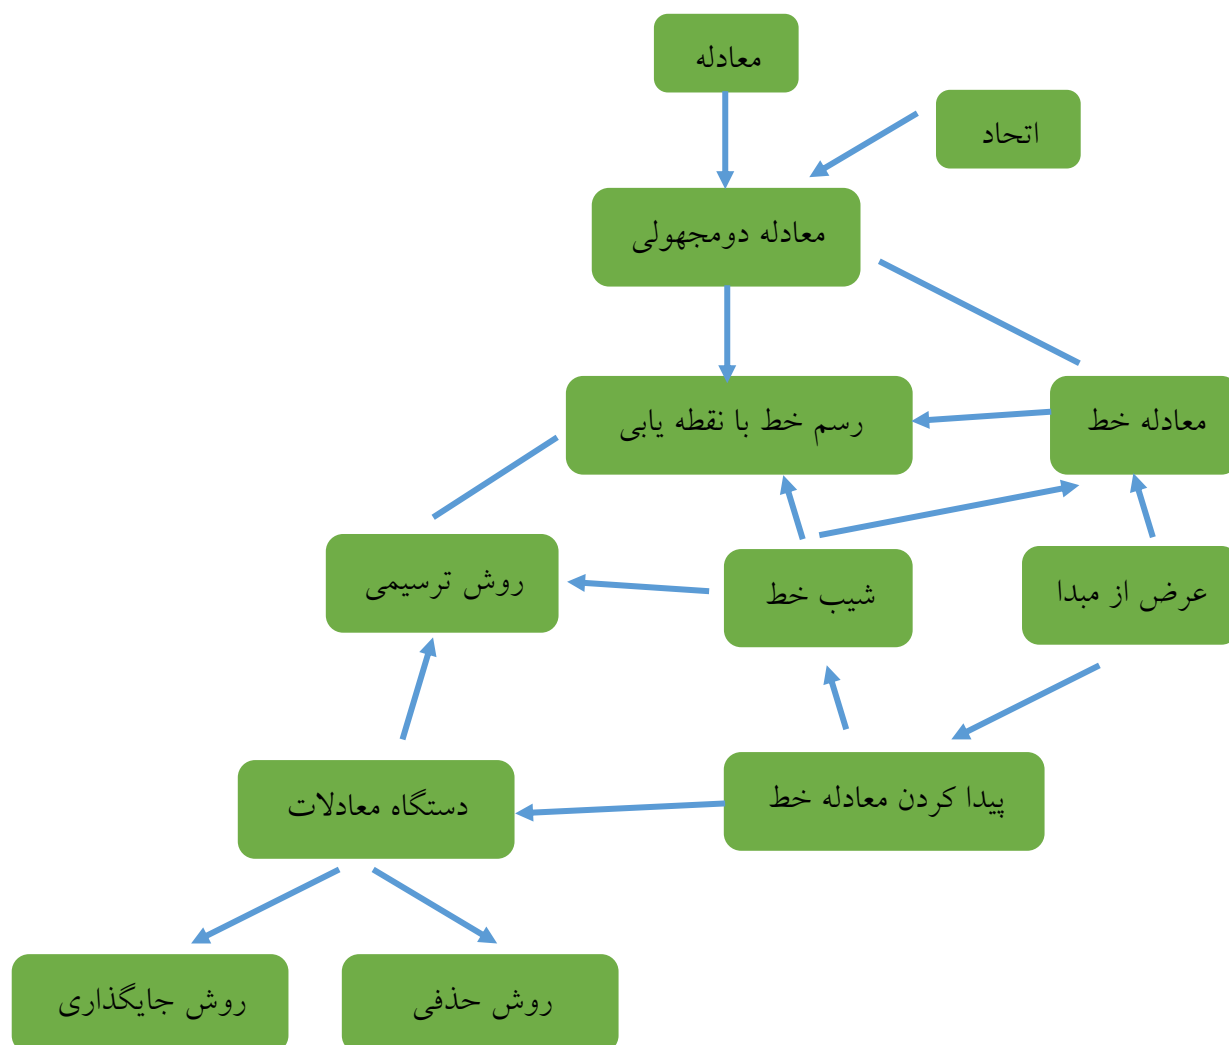 معادله
اتحاد
معادله دومجهولی
معادله خط
رسم خط با نقطه یابی
عرض از مبدا
شیب خط
روش ترسیمی
پیدا کردن معادله خط
دستگاه معادلات
روش حذفی
روش جایگذاری